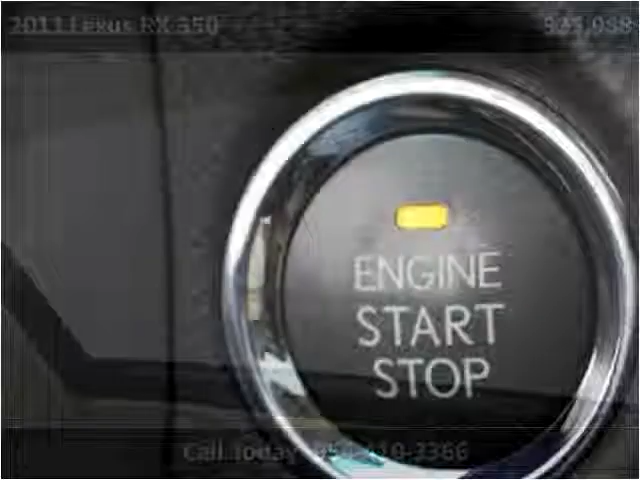 2011 Lexus RX 350
ENGINE
START
STOP
Call Today